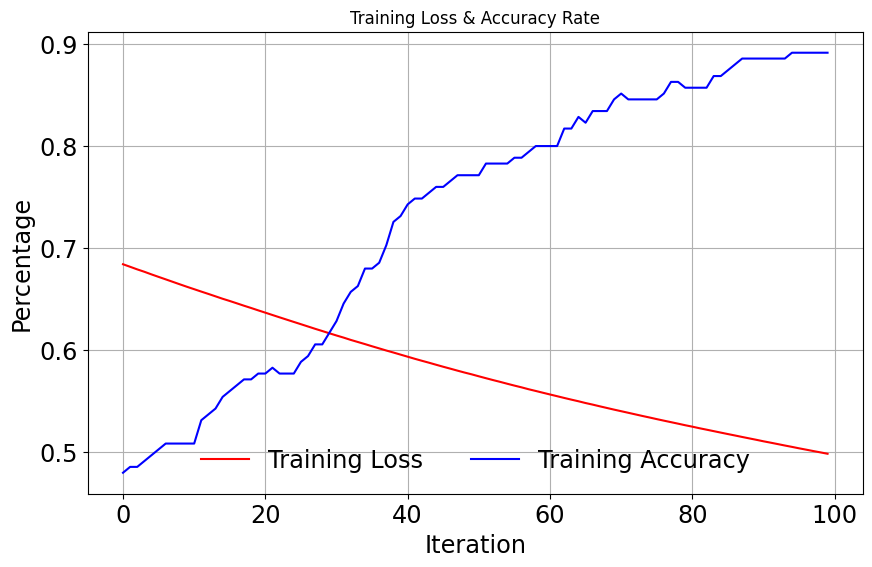 Training Loss & Accuracy Rate
0.9
0.8
0.7
0.6
0.5
Percentage
Training Loss Training Accuracy
0 20 40 60 80 100
Iteration